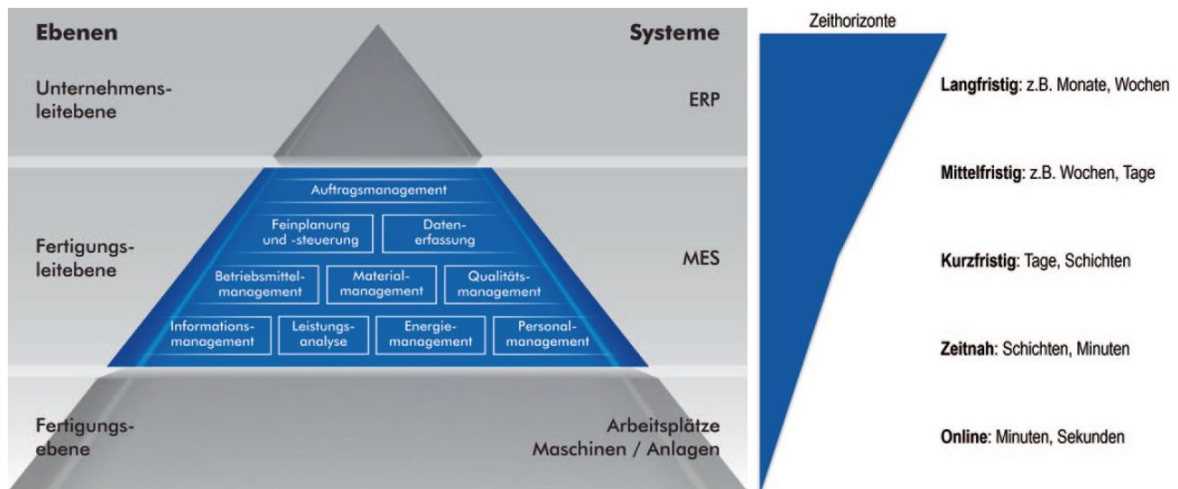 Ebenen
Systeme
Unternehmens-
leitebene
ERP
Auftragsmanagement
Feinplanung
und -steuerung
Daten-
erfassung
Fertigungs-
leitebene
MES
Betriebsmittel-
management
Material-
management
Qualitäts-
management
Informations-
management
Leistungs-
analyse
Energie-
management
Personal-
management
Fertigungs-
ebene
Arbeitsplätze
Maschinen / Anlagen
Zeithorizonte
Langfristig: z.B. Monate, Wochen
Mittelfristig: z.B. Wochen, Tage
Kurzfristig: Tage, Schichten
Zeitnah: Schichten, Minuten
Online: Minuten, Sekunden